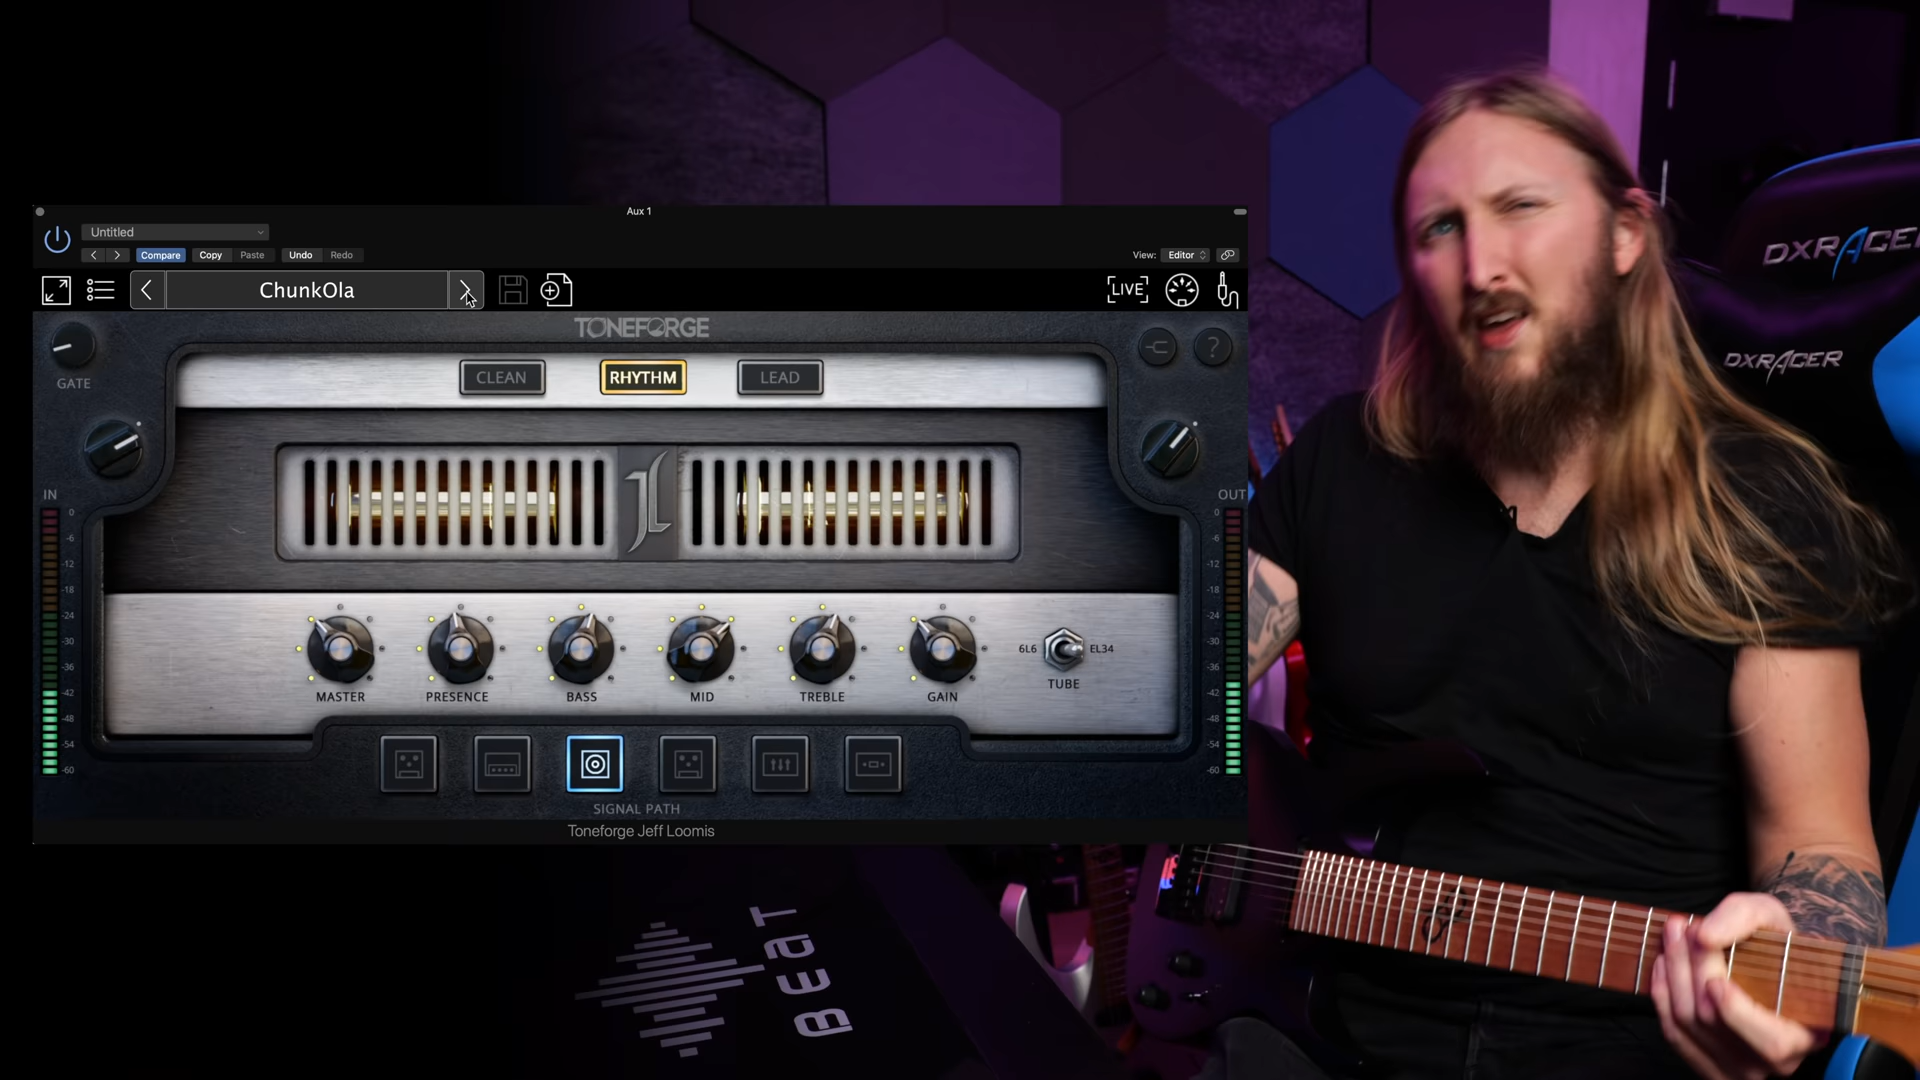 Aux 1
Untitled
Compare Copy Paste Undo Redo
View: Editor
ChunkOla
[LIVE]
TONEFORGE
GATE
?
CLEAN RHYTHM LEAD
JL
IN
0
-6
-12
-18
-24
-30
-36
-42
-48
-54
-60
OUT
0
-6
-12
-18
-24
-30
-36
-42
-48
-54
-60
MASTER PRESENCE BASS MID TREBLE GAIN
6L6 EL34
TUBE
SIGNAL PATH
Toneforge Jeff Loomis
DXRACER
DXRACER
BEaT